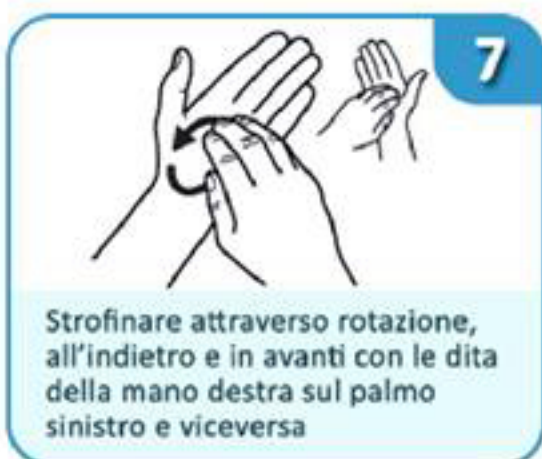 7
Strofinare attraverso rotazione,
all'indietro e in avanti con le dita
della mano destra sul palmo
sinistro e viceversa